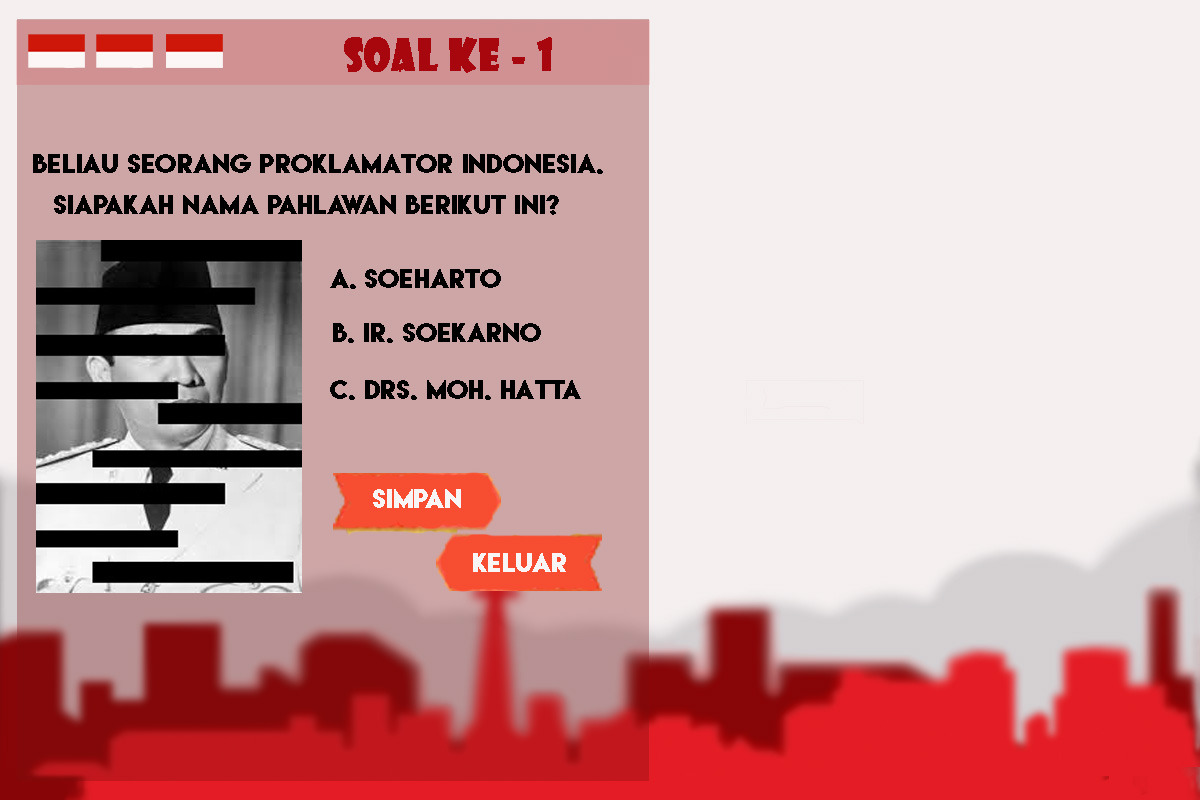 SOAL KE - 1
BELIAU SEORANG PROKLAMATOR INDONESIA.
SIAPAKAH NAMA PAHLAWAN BERIKUT INI?
A. SOEHARTO
B. IR. SOEKARNO
C. DRS. MOH. HATTA
SIMPAN
KELUAR